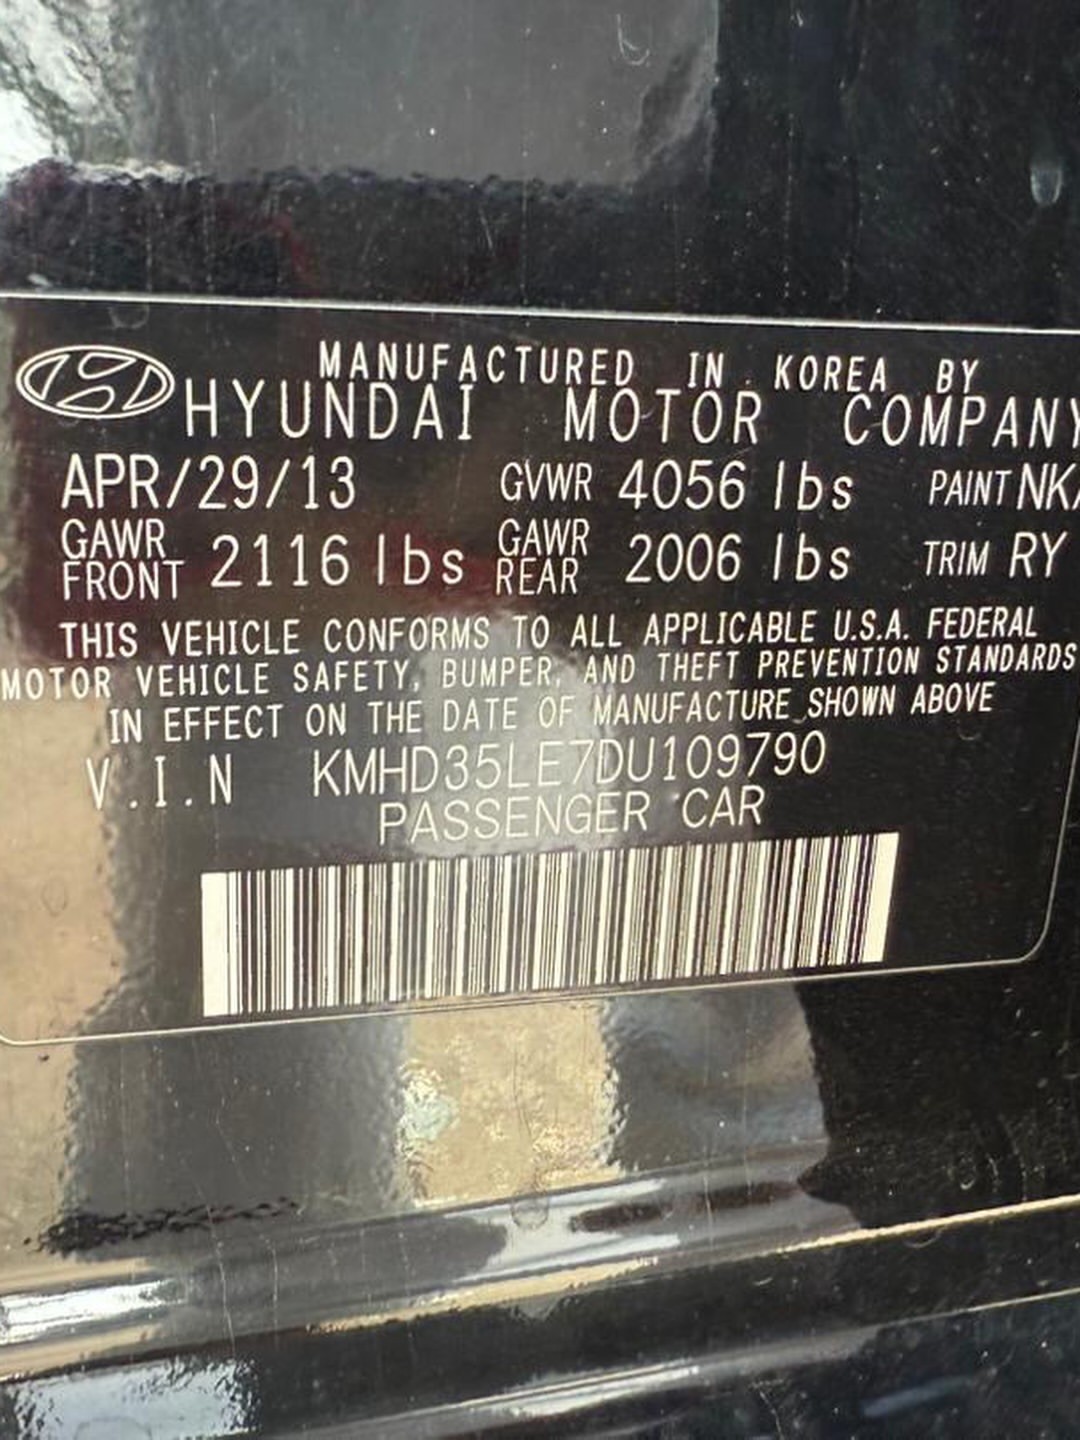 MANUFACTURED IN KOREA BY
HYUNDAI MOTOR COMPANY
APR/29/13 GVWR 4056 lbs PAINT NKA
GAWR FRONT 2116 lbs GAWR REAR 2006 lbs TRIM RY
THIS VEHICLE CONFORMS TO ALL APPLICABLE U.S.A. FEDERAL
MOTOR VEHICLE SAFETY, BUMPER, AND THEFT PREVENTION STANDARDS
IN EFFECT ON THE DATE OF MANUFACTURE SHOWN ABOVE
V.I.N KMHD35LE7DU109790
PASSENGER CAR